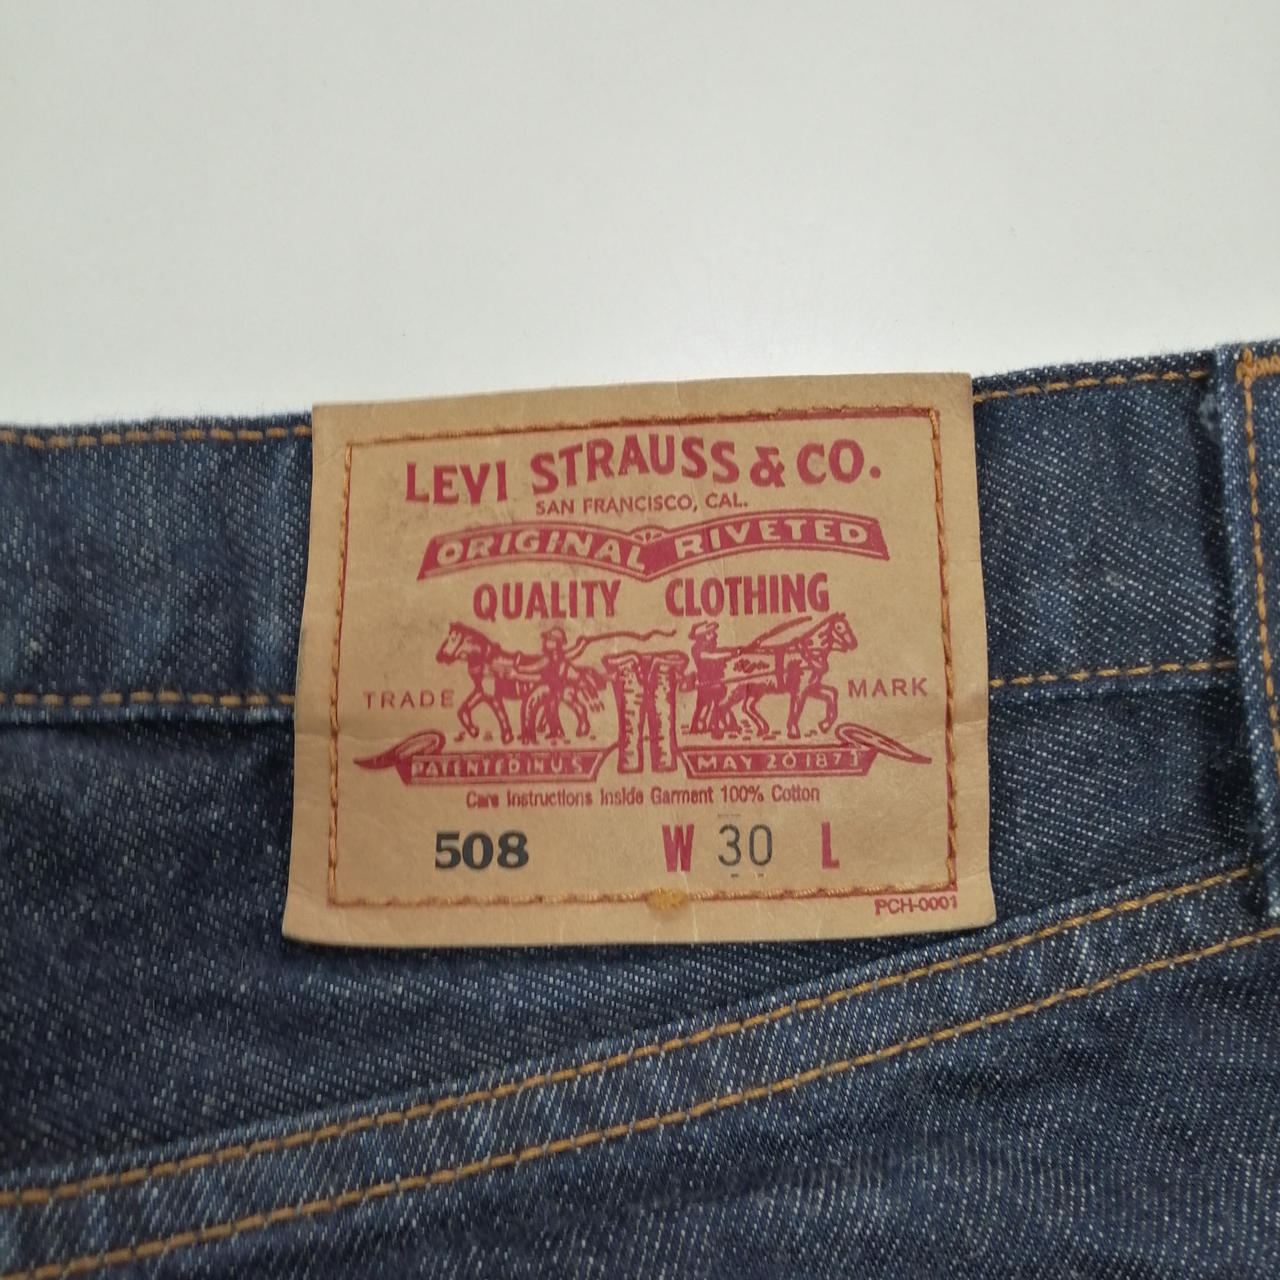 LEVI STRAUSS & CO.
SAN FRANCISCO, CAL.
ORIGINAL RIVETED
QUALITY CLOTHING
TRADE MARK
PATENTED IN U.S. MAY 20 1873
Care Instructions Inside Garment 100% Cotton
508 W 30 L
PCH-0001